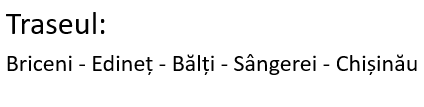 Traseul:
Briceni - Edineț - Bălți - Sângerei - Chișinău